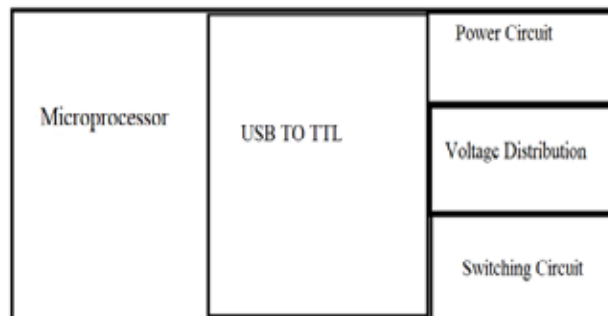 Microprocessor
USB TO TTL
Power Circuit
Voltage Distribution
Switching Circuit